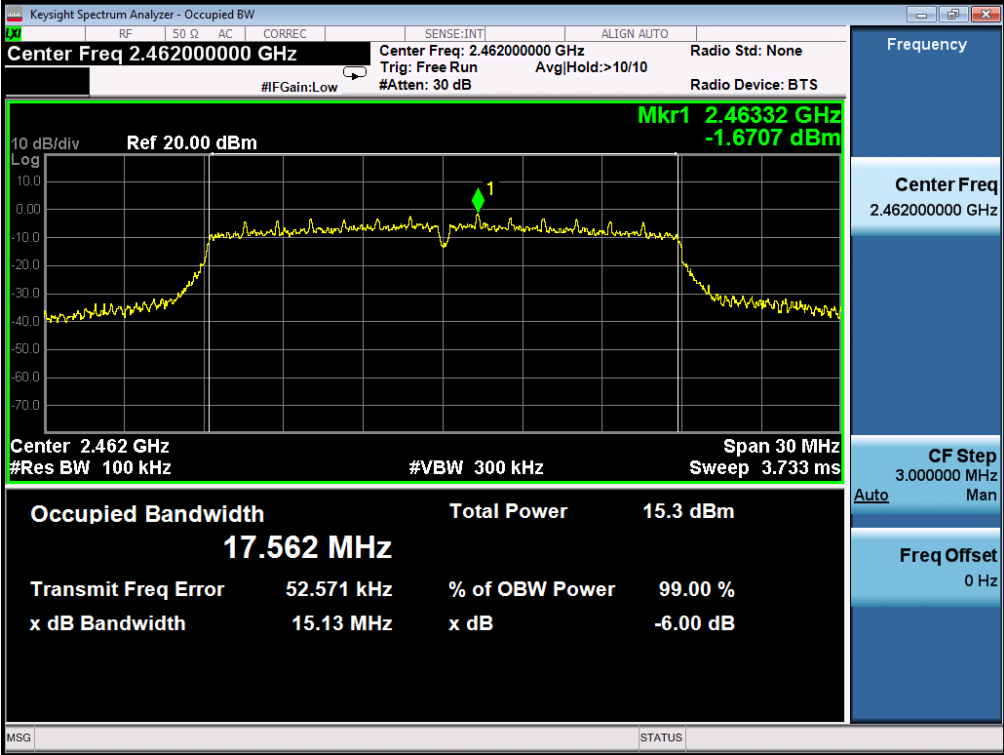 Keysight Spectrum Analyzer - Occupied BW
LXI RF 50 Ω AC CORREC SENSE:INT ALIGN AUTO
Center Freq 2.462000000 GHz
Center Freq: 2.462000000 GHz Radio Std: None
Trig: Free Run Avg|Hold:>10/10
#IFGain:Low #Atten: 30 dB Radio Device: BTS
Mkr1 2.46332 GHz
-1.6707 dBm
10 dB/div Ref 20.00 dBm
Log
10.0
0.00
-10.0
-20.0
-30.0
-40.0
-50.0
-60.0
-70.0
1
Center 2.462 GHz Span 30 MHz
#Res BW 100 kHz #VBW 300 kHz Sweep 3.733 ms
Occupied Bandwidth Total Power 15.3 dBm
17.562 MHz
Transmit Freq Error 52.571 kHz % of OBW Power 99.00 %
x dB Bandwidth 15.13 MHz x dB -6.00 dB
Frequency
Center Freq
2.462000000 GHz
CF Step
3.000000 MHz
Auto Man
Freq Offset
0 Hz
MSG STATUS